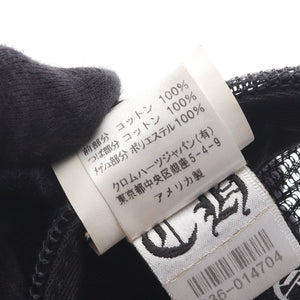 前部分 コットン 100%
つば部分 コットン 100%
メッシュ部分 ポリエステル 100%
クロムハーツジャパン(有)
東京都中央区銀座5-4-9
アメリカ製
CH
36-014704